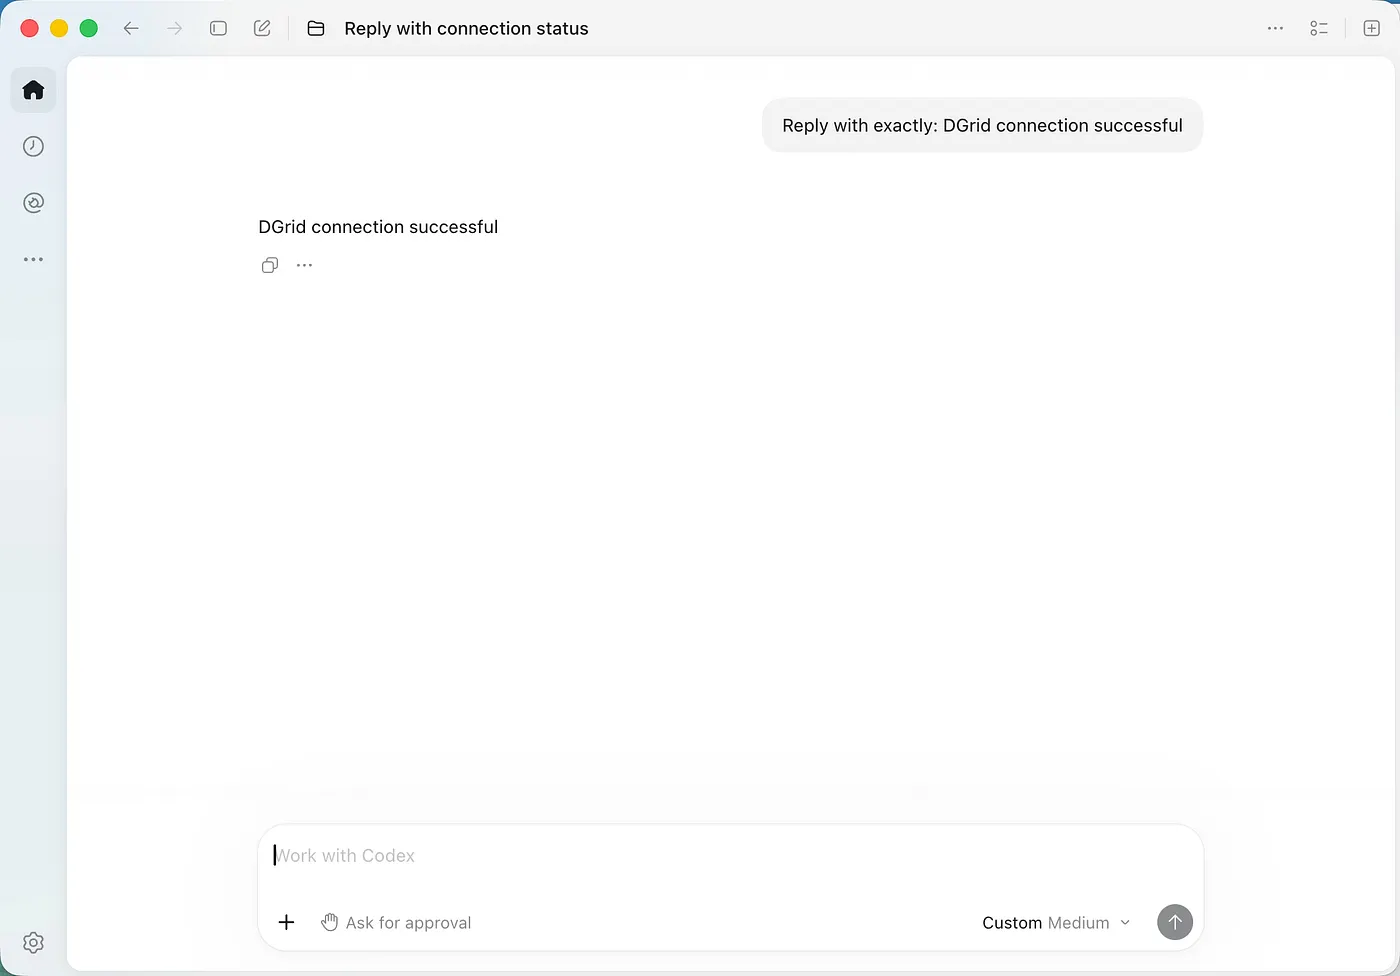 Reply with connection status
Reply with exactly: DGrid connection successful
DGrid connection successful
Work with Codex
Ask for approval
Custom Medium